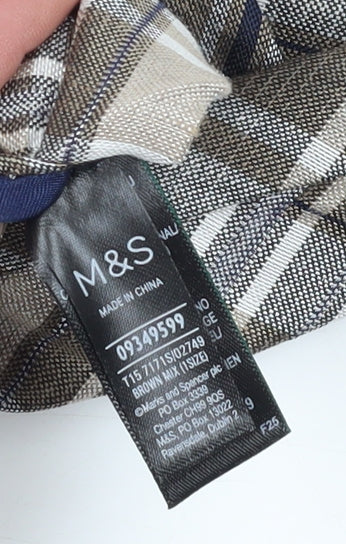 M&S
MADE IN CHINA
09349599
T15 7171S/02749
BROWN MIX (1SIZE)
©Marks and Spencer plc
PO Box 3339
Chester CH99 9QS
M&S, PO Box 13022
Ravensdale, Dublin 2
F25